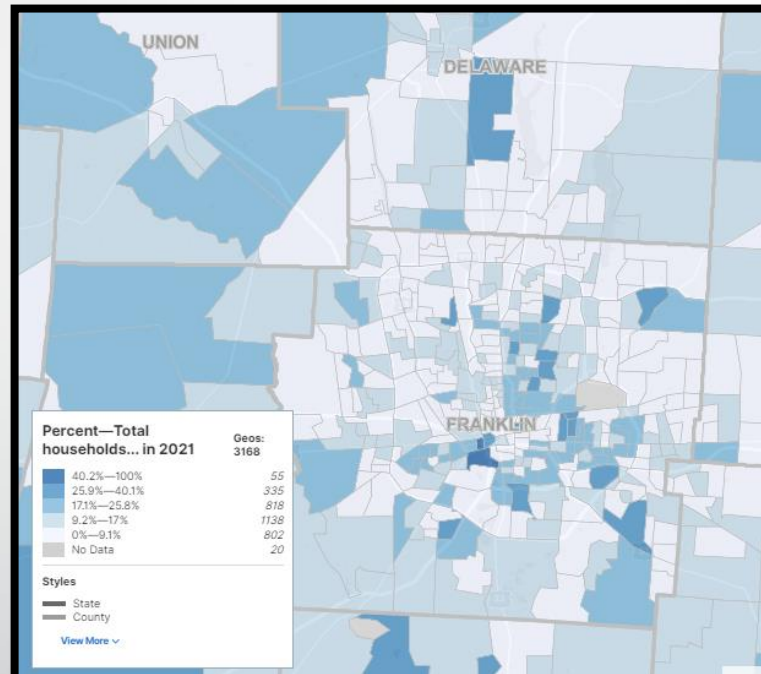 UNION
DELAWARE
FRANKLIN
Percent—Total households... in 2021
Geos: 3168
40.2%—100% 55
25.9%—40.1% 335
17.1%—25.8% 818
9.2%—17% 1138
0%—9.1% 802
No Data 20
Styles
State
County
View More